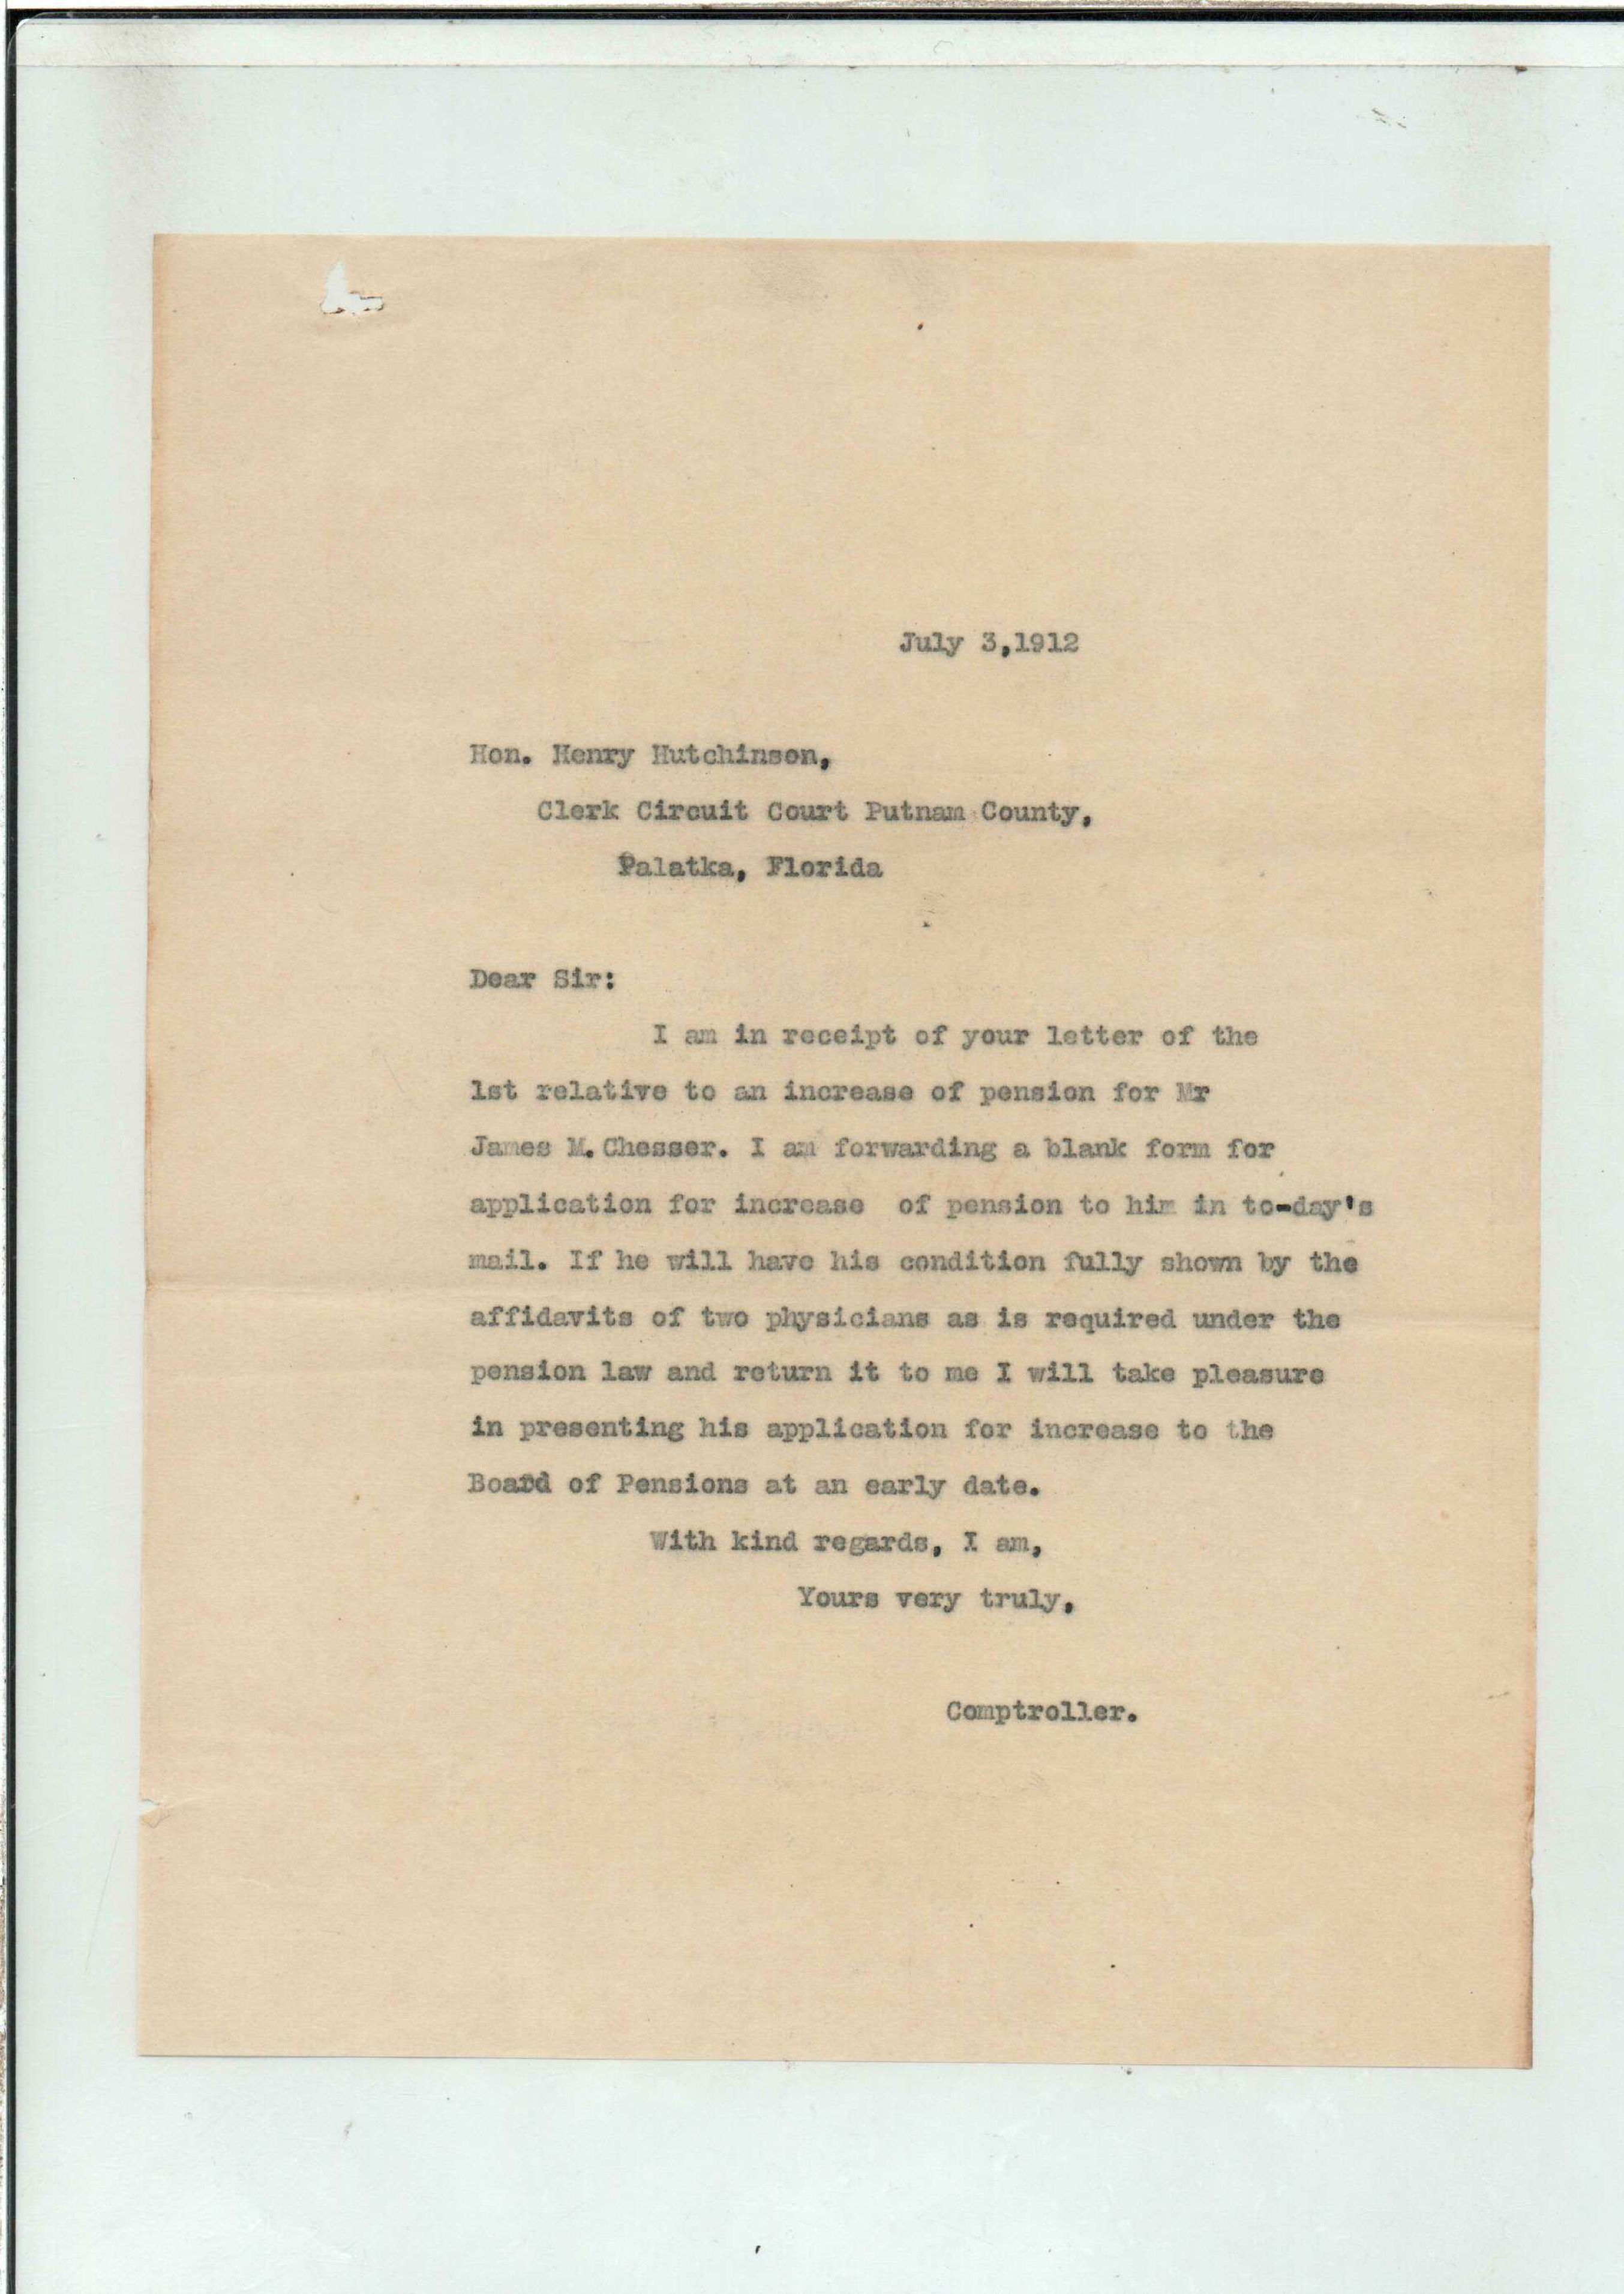 July 3,1912
Hon. Henry Hutchinson,
Clerk Circuit Court Putnam County,
Palatka, Florida
Dear Sir:
I am in receipt of your letter of the
1st relative to an increase of pension for Mr
James M. Chesser. I am forwarding a blank form for
application for increase of pension to him in to-day's
mail. If he will have his condition fully shown by the
affidavits of two physicians as is required under the
pension law and return it to me I will take pleasure
in presenting his application for increase to the
Board of Pensions at an early date.
With kind regards, I am,
Yours very truly,
Comptroller.